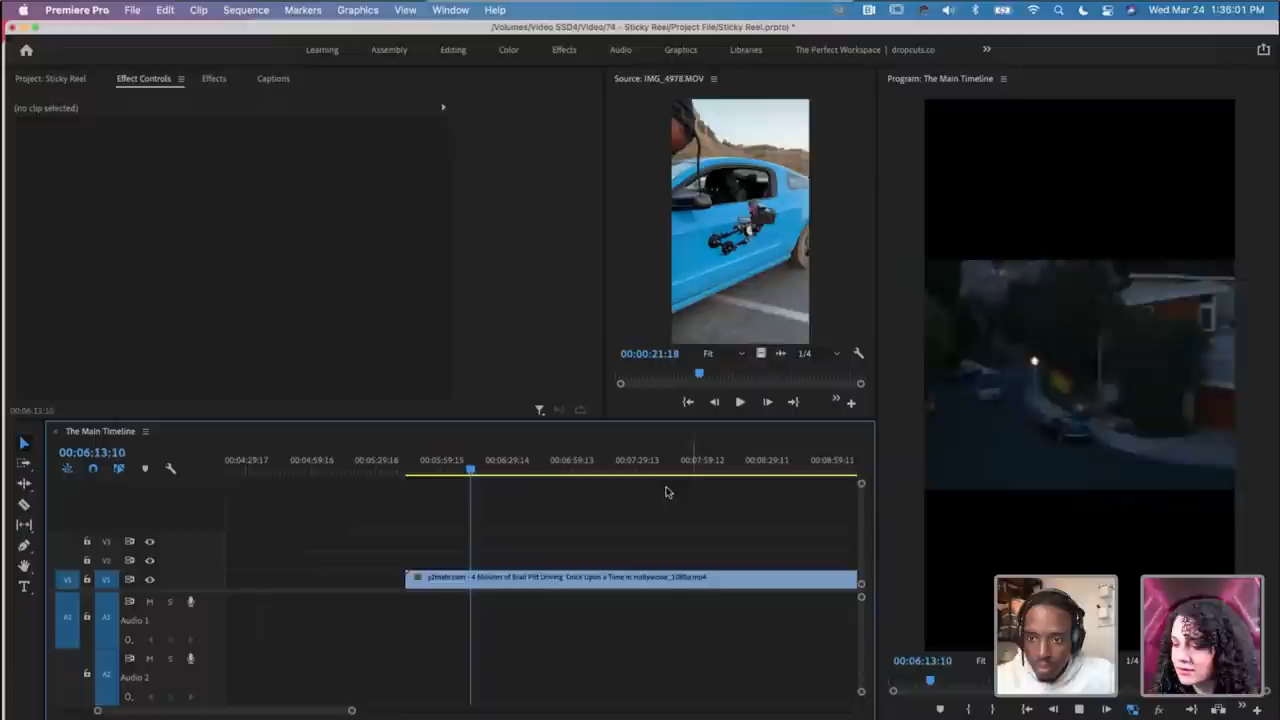 Premiere Pro File Edit Clip Sequence Markers Graphics View Window Help Wed Mar 24 1:36:01 PM
/Volumes/Video SSD4/Video/74 - Sticky Reel/Project File/Sticky Reel.prproj *
Learning Assembly Editing Color Effects Audio Graphics Libraries The Perfect Workspace | dropcuts.co
Project: Sticky Reel Effect Controls Effects Captions Source: IMG_4978.MOV Program: The Main Timeline
(no clip selected)
00:00:21:18 Fit 1/4
00:06:13:10
The Main Timeline
00:06:13:10
00:04:29:17 00:04:59:16 00:05:29:16 00:05:59:15 00:06:29:14 00:06:59:13 00:07:29:13 00:07:59:12 00:08:29:11 00:08:59:11
V3
V2
V1 V1 y2mate.com - 4 Minutes of Brad Pitt Driving Once Upon a Time in Hollywood_1080p.mp4
M S
A1 Audio 1
M S
A2 Audio 2
00:06:13:10 Fit 1/4